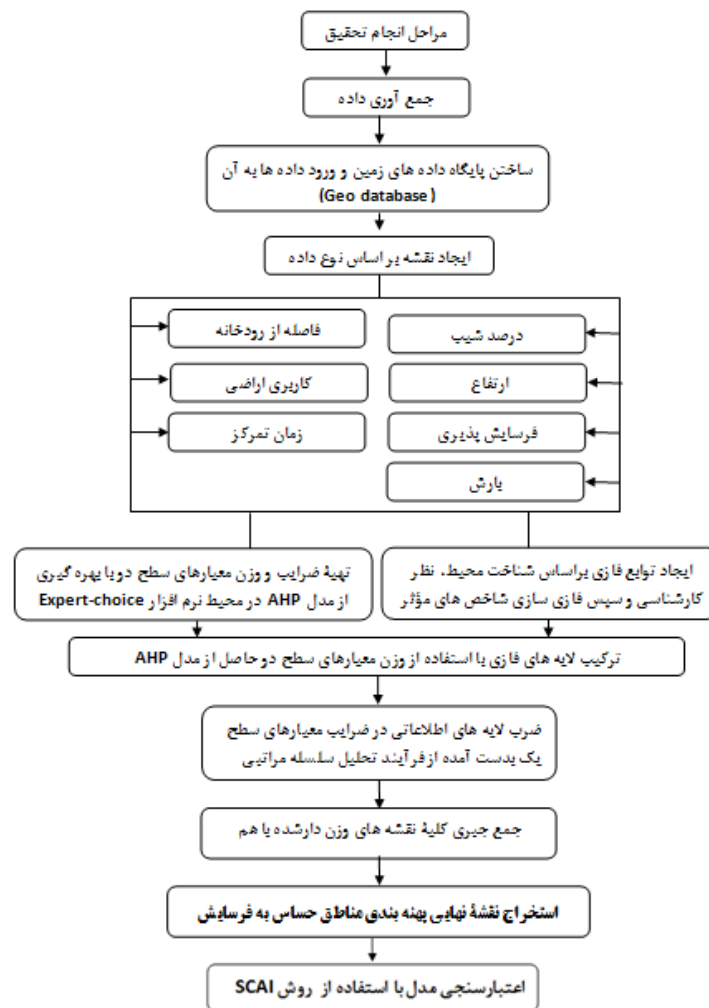 مراحل انجام تحقیق
جمع آوری داده
ساختن پایگاه داده های زمین و ورود داده ها به آن
(Geo database)
ایجاد نقشه بر اساس نوع داده
درصد شیب
ارتفاع
فرسایش پذیری
بارش
فاصله از رودخانه
کاربری اراضی
زمان تمرکز
ایجاد توابع فازی براساس شناخت محیط، نظر
کارشناسی و سپس فازی سازی شاخص های مؤثر
تهیۀ ضرایب و وزن معیارهای سطح دو با بهره گیری
از مدل AHP در محیط نرم افزار Expert-choice
ترکیب لایه های فازی با استفاده از وزن معیارهای سطح دو حاصل از مدل AHP
ضرب لایه های اطلاعاتی در ضرایب معیارهای سطح
یک بدست آمده از فرآیند تحلیل سلسله مراتبی
جمع جبری کلیۀ نقشه های وزن دارشده با هم
استخراج نقشۀ نهایی پهنه بندی مناطق حساس به فرسایش
اعتبارسنجی مدل با استفاده از روش SCAI